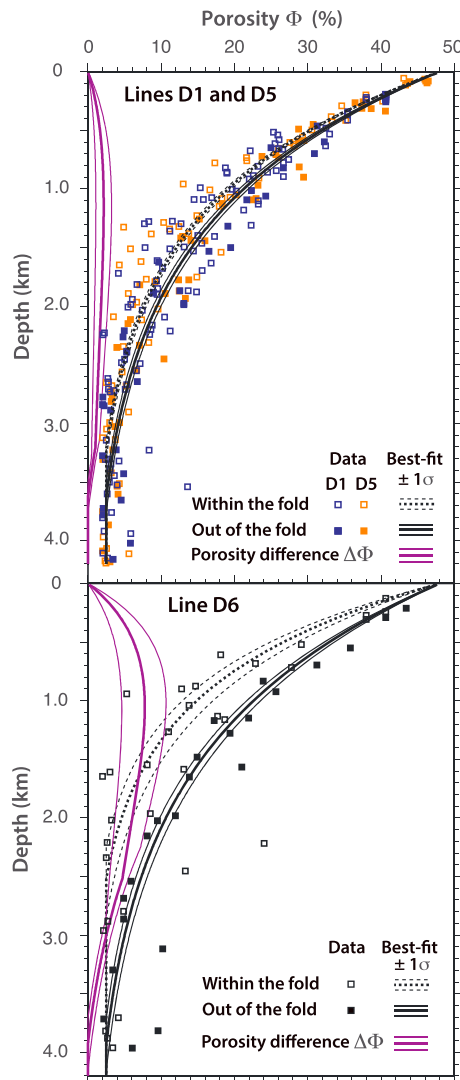 Porosity Φ (%)
0 10 20 30 40 50
0
Lines D1 and D5
1.0
2.0
Depth (km)
3.0
Data Best-fit
D1 D5 ± 1σ
Within the fold
Out of the fold
4.0
Porosity difference ΔΦ
0
Line D6
1.0
2.0
Depth (km)
3.0
Data Best-fit
± 1σ
Within the fold
Out of the fold
Porosity difference ΔΦ
4.0